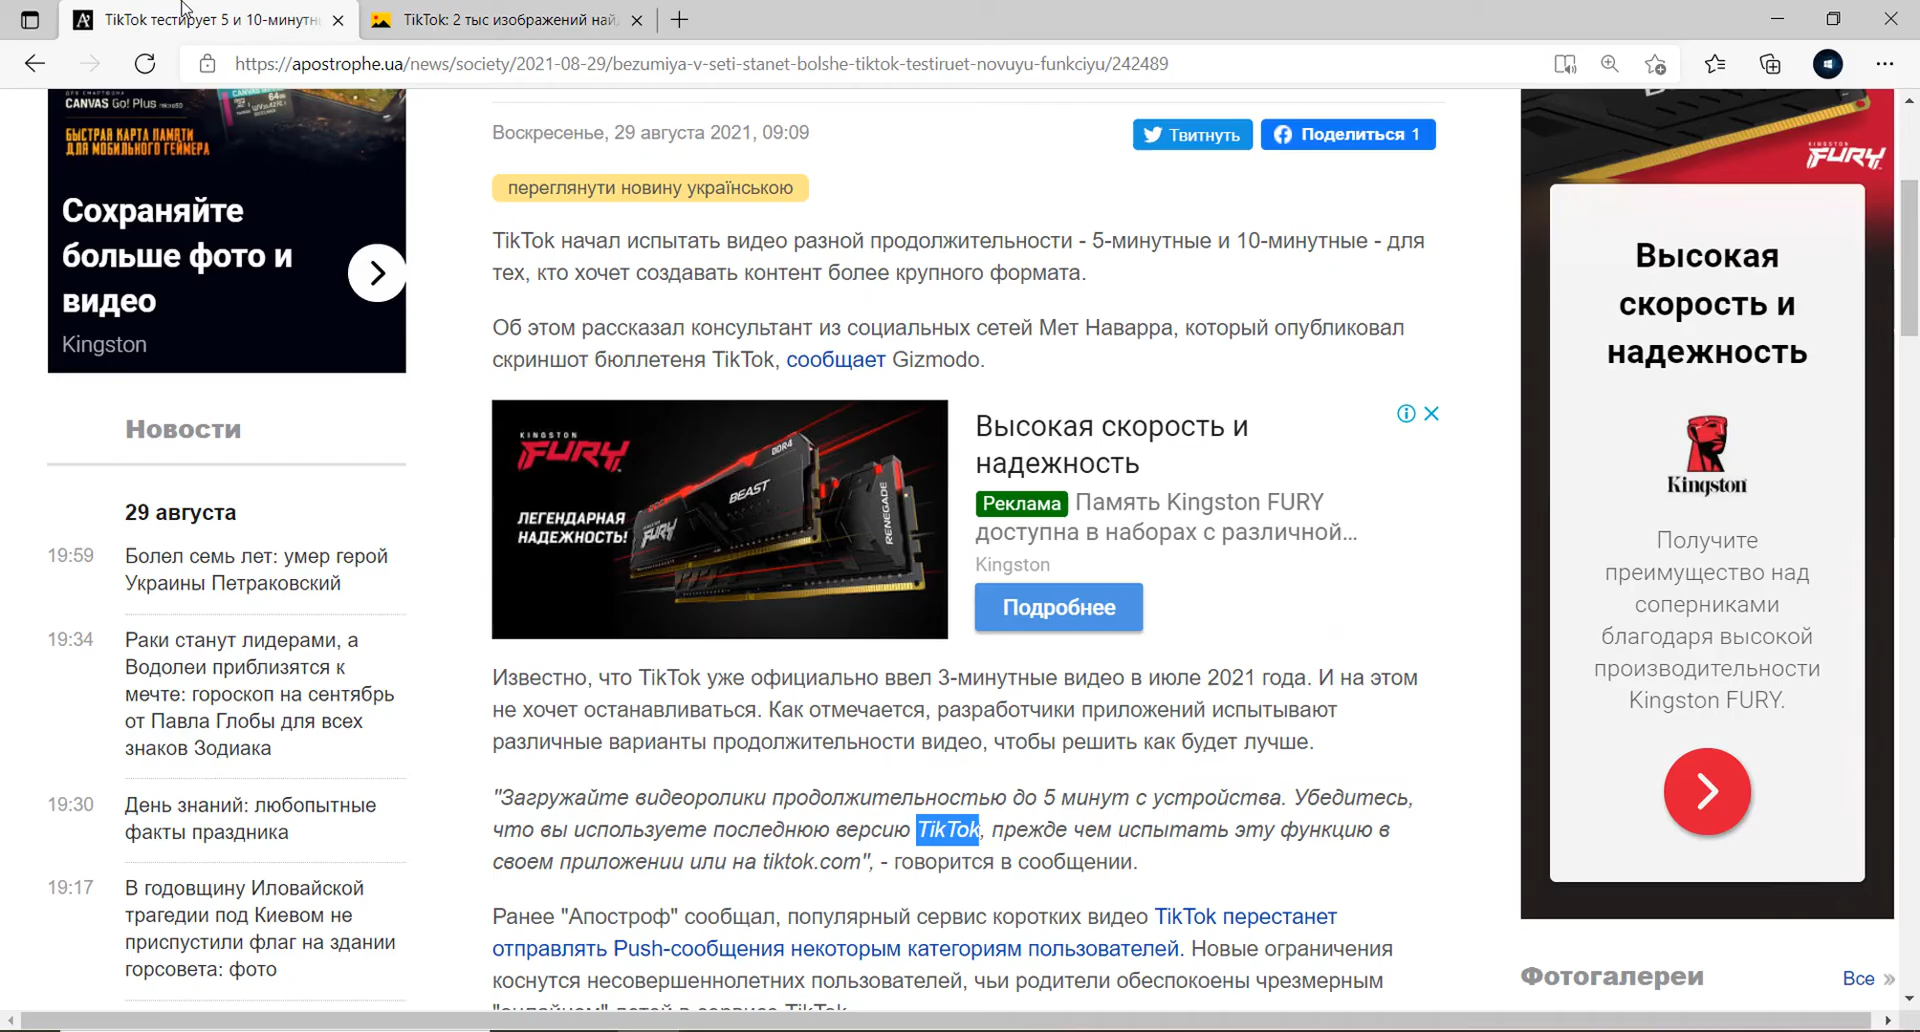 TikTok тестирует 5 и 10-минутн
TikTok: 2 тыс изображений най
https://apostrophe.ua/news/society/2021-08-29/bezumiya-v-seti-stanet-bolshe-tiktok-testiruet-novuyu-funkciyu/242489
CANVAS Go! Plus microSD
64GB
БЫСТРАЯ КАРТА ПАМЯТИ
ДЛЯ МОБИЛЬНОГО ГЕЙМЕРА
Сохраняйте
больше фото и
видео
Kingston
Новости
29 августа
19:59
Болел семь лет: умер герой
Украины Петраковский
19:34
Раки станут лидерами, а
Водолеи приблизятся к
мечте: гороскоп на сентябрь
от Павла Глобы для всех
знаков Зодиака
19:30
День знаний: любопытные
факты праздника
19:17
В годовщину Иловайской
трагедии под Киевом не
приспустили флаг на здании
горсовета: фото
Воскресенье, 29 августа 2021, 09:09
Твитнуть
Поделиться 1
переглянути новину українською
TikTok начал испытать видео разной продолжительности - 5-минутные и 10-минутные - для
тех, кто хочет создавать контент более крупного формата.
Об этом рассказал консультант из социальных сетей Мет Наварра, который опубликовал
скриншот бюллетеня TikTok, сообщает Gizmodo.
KINGSTON
FURY
ЛЕГЕНДАРНАЯ
НАДЕЖНОСТЬ!
DDR4
BEAST
FURY
RENEGADE
Высокая скорость и
надежность
Реклама Память Kingston FURY
доступна в наборах с различной...
Kingston
Подробнее
Известно, что TikTok уже официально ввел 3-минутные видео в июле 2021 года. И на этом
не хочет останавливаться. Как отмечается, разработчики приложений испытывают
различные варианты продолжительности видео, чтобы решить как будет лучше.
"Загружайте видеоролики продолжительностью до 5 минут с устройства. Убедитесь,
что вы используете последнюю версию TikTok, прежде чем испытать эту функцию в
своем приложении или на tiktok.com", - говорится в сообщении.
Ранее "Апостроф" сообщал, популярный сервис коротких видео TikTok перестанет
отправлять Push-сообщения некоторым категориям пользователей. Новые ограничения
коснутся несовершеннолетних пользователей, чьи родители обеспокоены чрезмерным
"онлайном" детей в сервисе TikTok.
KINGSTON
FURY
Высокая
скорость и
надежность
Kingston
Получите
преимущество над
соперниками
благодаря высокой
производительности
Kingston FURY.
Фотогалереи
Все »